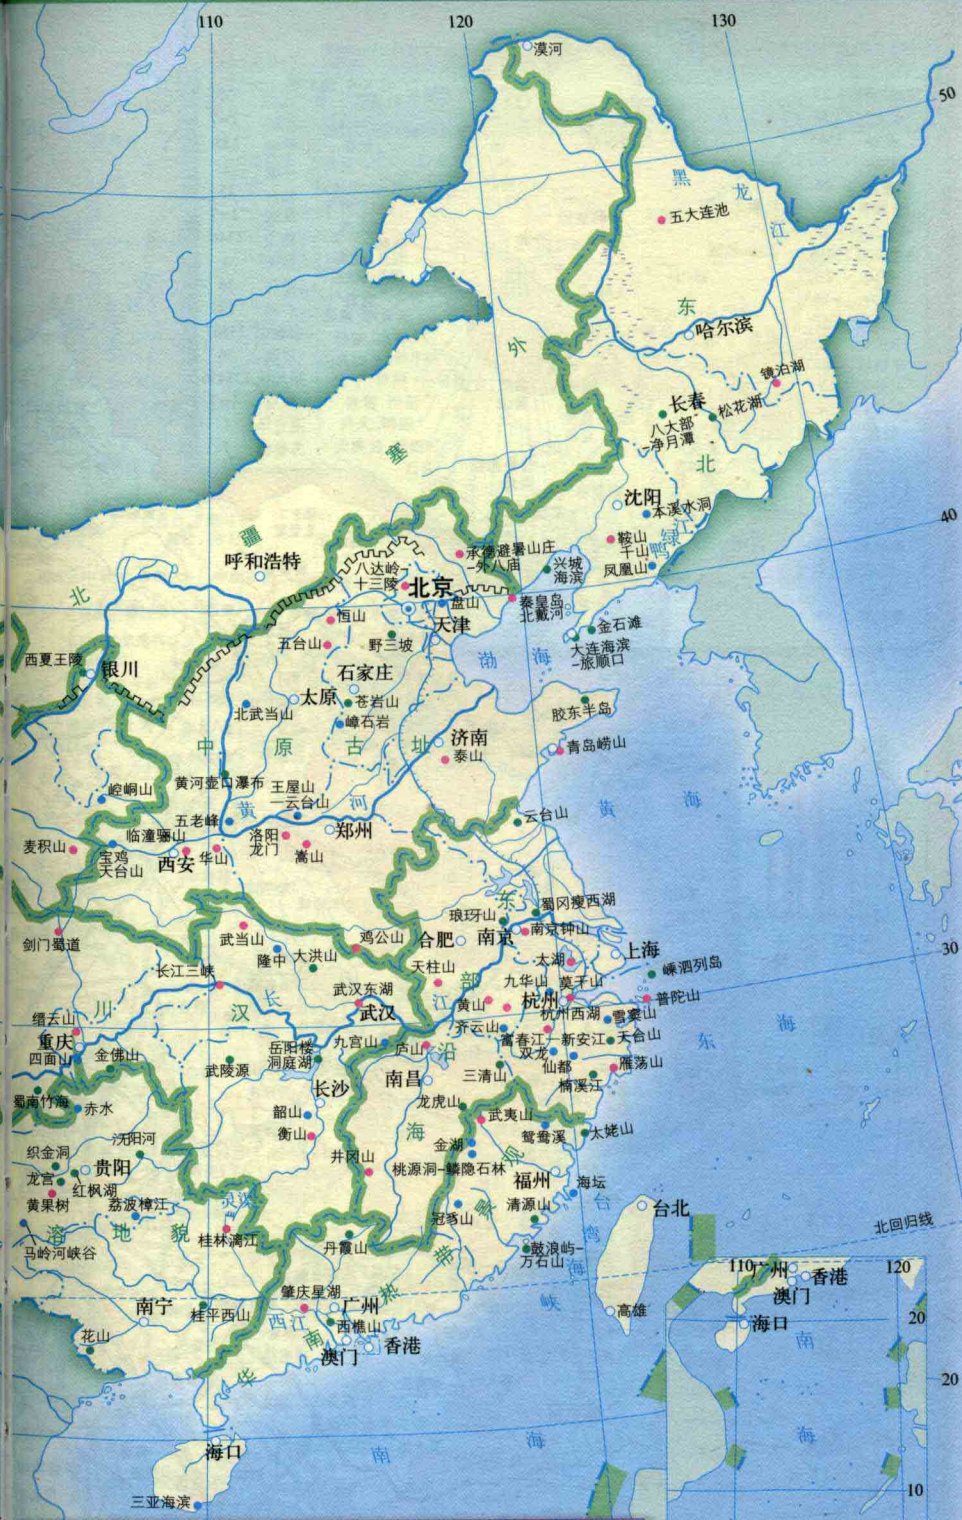 110
120
130
漠河
50
黑
龙
江
五大连池
东
哈尔滨
外
镜泊湖
长春
松花湖
八大部
-净月潭
塞
北
沈阳
本溪水洞
40
疆
鞍山
千山
鸭
绿
江
呼和浩特
承德避暑山庄
-外八庙
兴城
海滨
凤凰山
八达岭-
十三陵
北京
北
盘山
秦皇岛
北戴河
恒山
天津
金石滩
五台山
野三坡
大连海滨
-旅顺口
西夏王陵
银川
渤
海
石家庄
太原
苍岩山
北武当山
嶂石岩
胶东半岛
中
原
古
址
济南
泰山
青岛崂山
黄河壶口瀑布
王屋山
-云台山
崆峒山
黄
河
黄
海
五老峰
云台山
临潼骊山
洛阳
龙门
郑州
麦积山
宝鸡
天台山
西安
华山
嵩山
东
蜀冈瘦西湖
琅玡牙山
剑门蜀道
武当山
鸡公山
合肥
南京
南京钟山
隆中
大洪山
上海
30
长江三峡
天柱山
太湖
嵊泗列岛
部
九华山
莫干山
川
汉
长
武汉东湖
江
黄山
杭州
普陀山
武汉
杭州西湖
雪窦山
缙云山
齐云山
东
海
重庆
岳阳楼
洞庭湖
九宫山
庐山
沿
富春江-新安江
天台山
四面山
金佛山
双龙
武陵源
仙都
雁荡山
长沙
南昌
三清山
楠溪江
蜀南竹海
赤水
龙虎山
韶山
武夷山
海
鸳鸯溪
太姥山
衡山
金湖
织金洞
贵阳
井冈山
桃源洞-鳞隐石林
观
龙宫
红枫湖
福州
海坛
黄果树
荔波樟江
灵渠
冠豸山
景
清源山
台
台北
溶
地
貌
桂林漓江
湾
北回归线
马岭河峡谷
丹霞山
带
鼓浪屿-
万石山
海
110
广州
香港
120
热
澳门
肇庆星湖
峡
南宁
桂平西山
广州
高雄
20
西江
西樵山
海口
花山
南
南
澳门
香港
华
20
海口
南
海
海
三亚海滨
10